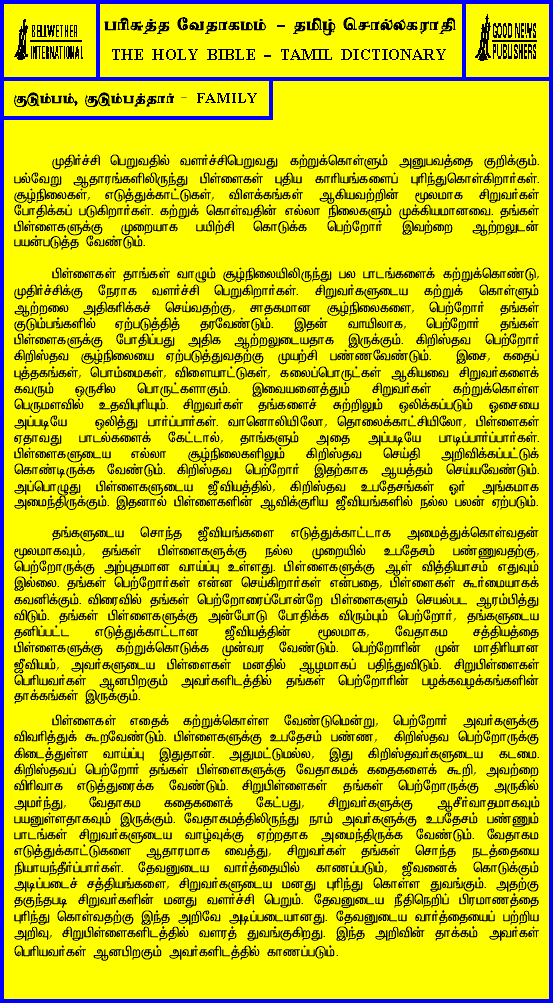 BELLWETHER
INTERNATIONAL
பரிசுத்த வேதாகமம் – தமிழ் சொல்லகராதி
THE HOLY BIBLE – TAMIL DICTIONARY
GOOD NEWS
PUBLISHERS
குடும்பம், குடும்பத்தார் – FAMILY
முதிர்ச்சி பெறுவதில் வளர்ச்சிபெறுவது கற்றுக்கொள்ளும் அனுபவத்தை குறிக்கும்.
பல்வேறு ஆதாரங்களிலிருந்து பிள்ளைகள் புதிய காரியங்களைப் புரிந்துகொள்கிறார்கள்.
சூழ்நிலைகள், எடுத்துக்காட்டுகள், விளக்கங்கள் ஆகியவற்றின் மூலமாக சிறுவர்கள்
போதிக்கப் படுகிறார்கள். கற்றுக் கொள்வதின் எல்லா நிலைகளும் முக்கியமானவை. தங்கள்
பிள்ளைகளுக்கு முறையாக பயிற்சி கொடுக்க பெற்றோர் இவற்றை ஆற்றலுடன்
பயன்படுத்த வேண்டும்.
பிள்ளைகள் தாங்கள் வாழும் சூழ்நிலையிலிருந்து பல பாடங்களைக் கற்றுக்கொண்டு,
முதிர்ச்சிக்கு நேராக வளர்ச்சி பெறுகிறார்கள். சிறுவர்களுடைய கற்றுக் கொள்ளும்
ஆற்றலை அதிகரிக்கச் செய்வதற்கு, சாதகமான சூழ்நிலைகளை, பெற்றோர் தங்கள்
குடும்பங்களில் ஏற்படுத்தித் தரவேண்டும். இதன் வாயிலாக, பெற்றோர் தங்கள்
பிள்ளைகளுக்கு போதிப்பது அதிக ஆற்றலுடையதாக இருக்கும். கிறிஸ்தவ பெற்றோர்
கிறிஸ்தவ சூழ்நிலையை ஏற்படுத்துவதற்கு முயற்சி பண்ணவேண்டும். இசை, கதைப்
புத்தகங்கள், பொம்மைகள், விளையாட்டுகள், கலைப்பொருட்கள் ஆகியவை சிறுவர்களைக்
கவரும் ஒருசில பொருட்களாகும். இவையனைத்தும் சிறுவர்கள் கற்றுக்கொள்ள
பெருமளவில் உதவிபுரியும். சிறுவர்கள் தங்களைச் சுற்றிலும் ஒலிக்கப்படும் ஓசையை
அப்படியே ஒலித்து பார்ப்பார்கள். வானொலியிலோ, தொலைக்காட்சியிலோ, பிள்ளைகள்
ஏதாவது பாடல்களைக் கேட்டால், தாங்களும் அதை அப்படியே பாடிப்பார்ப்பார்கள்.
பிள்ளைகளுடைய எல்லா சூழ்நிலைகளிலும் கிறிஸ்தவ செய்தி அறிவிக்கப்பட்டுக்
கொண்டிருக்க வேண்டும். கிறிஸ்தவ பெற்றோர் இதற்காக ஆயத்தம் செய்யவேண்டும்.
அப்பொழுது பிள்ளைகளுடைய ஜீவியத்தில், கிறிஸ்தவ உபதேசங்கள் ஓர் அங்கமாக
அமைந்திருக்கும். இதனால் பிள்ளைகளின் ஆவிக்குரிய ஜீவியங்களில் நல்ல பலன் ஏற்படும்.
தங்களுடைய சொந்த ஜீவியங்களை எடுத்துக்காட்டாக அமைத்துக்கொள்வதன்
மூலமாகவும், தங்கள் பிள்ளைகளுக்கு நல்ல முறையில் உபதேசம் பண்ணுவதற்கு,
பெற்றோருக்கு அற்புதமான வாய்ப்பு உள்ளது. பிள்ளைகளுக்கு ஆள் வித்தியாசம் எதுவும்
இல்லை. தங்கள் பெற்றோர்கள் என்ன செய்கிறார்கள் என்பதை, பிள்ளைகள் கூர்மையாகக்
கவனிக்கும். விரைவில் தங்கள் பெற்றோரைப்போன்றே பிள்ளைகளும் செயல்பட ஆரம்பித்து
விடும். தங்கள் பிள்ளைகளுக்கு அன்போடு போதிக்க விரும்பும் பெற்றோர், தங்களுடைய
தனிப்பட்ட எடுத்துக்காட்டான ஜீவியத்தின் மூலமாக, வேதாகம சத்தியத்தை
பிள்ளைகளுக்கு கற்றுக்கொடுக்க முன்வர வேண்டும். பெற்றோரின் முன் மாதிரியான
ஜீவியம், அவர்களுடைய பிள்ளைகள் மனதில் ஆழமாகப் பதிந்துவிடும். சிறுபிள்ளைகள்
பெரியவர்கள் ஆனபிறகும் அவர்களிடத்தில் தங்கள் பெற்றோரின் பழக்கவழக்கங்களின்
தாக்கங்கள் இருக்கும்.
பிள்ளைகள் எதைக் கற்றுக்கொள்ள வேண்டுமென்று, பெற்றோர் அவர்களுக்கு
விவரித்துக் கூறவேண்டும். பிள்ளைகளுக்கு உபதேசம் பண்ண, கிறிஸ்தவ பெற்றோருக்கு
கிடைத்துள்ள வாய்ப்பு இதுதான். அதுமட்டுமல்ல, இது கிறிஸ்தவர்களுடைய கடமை.
கிறிஸ்தவப் பெற்றோர் தங்கள் பிள்ளைகளுக்கு வேதாகமக் கதைகளைக் கூறி, அவற்றை
விரிவாக எடுத்துரைக்க வேண்டும். சிறுபிள்ளைகள் தங்கள் பெற்றோருக்கு அருகில்
அமர்ந்து, வேதாகம கதைகளைக் கேட்பது, சிறுவர்களுக்கு ஆசீர்வாதமாகவும்
பயனுள்ளதாகவும் இருக்கும். வேதாகமத்திலிருந்து நாம் அவர்களுக்கு உபதேசம் பண்ணும்
பாடங்கள் சிறுவர்களுடைய வாழ்வுக்கு ஏற்றதாக அமைந்திருக்க வேண்டும். வேதாகம
எடுத்துக்காட்டுகளை ஆதாரமாக வைத்து, சிறுவர்கள் தங்கள் சொந்த நடத்தையை
நியாயந்தீர்ப்பார்கள். தேவனுடைய வார்த்தையில் காணப்படும், ஜீவனைக் கொடுக்கும்
அடிப்படைச் சத்தியங்களை, சிறுவர்களுடைய மனது புரிந்து கொள்ள துவங்கும். அதற்கு
தகுந்தபடி சிறுவர்களின் மனது வளர்ச்சி பெறும். தேவனுடைய நீதிநெறிப் பிரமாணத்தை
புரிந்து கொள்வதற்கு இந்த அறிவே அடிப்படையானது. தேவனுடைய வார்த்தையைப் பற்றிய
அறிவு, சிறுபிள்ளைகளிடத்தில் வளரத் துவங்குகிறது. இந்த அறிவின் தாக்கம் அவர்கள்
பெரியவர்கள் ஆனபிறகும் அவர்களிடத்தில் காணப்படும்.